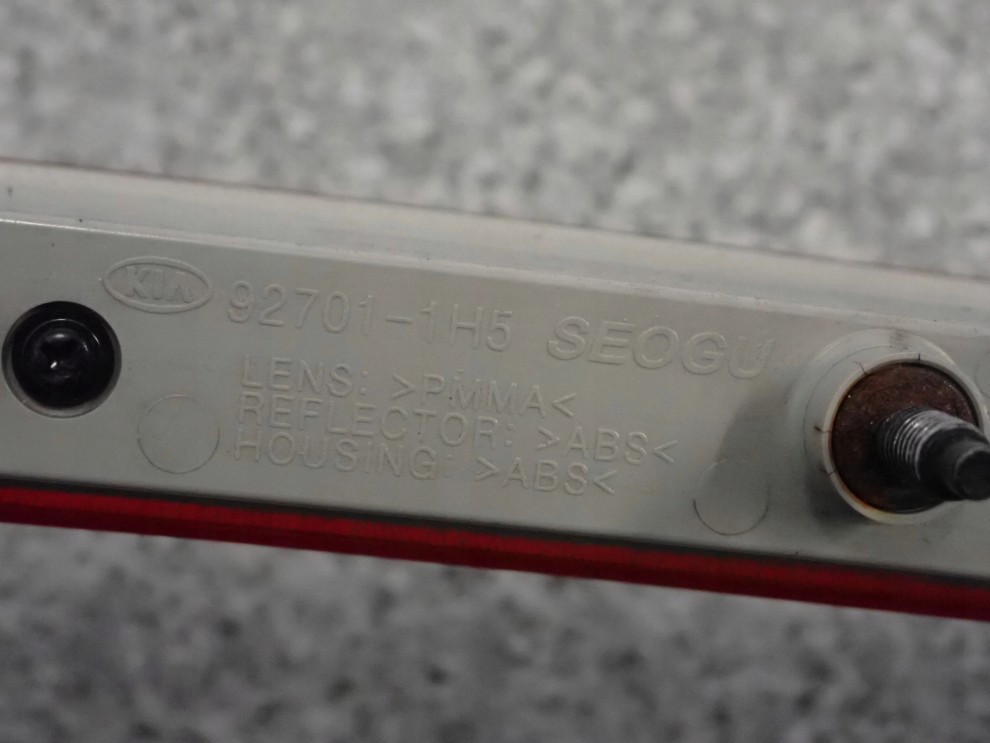 KIA 92701-1H5 SEOGU
LENS: >PMMA<
REFLECTOR: >ABS<
HOUSING: >ABS<